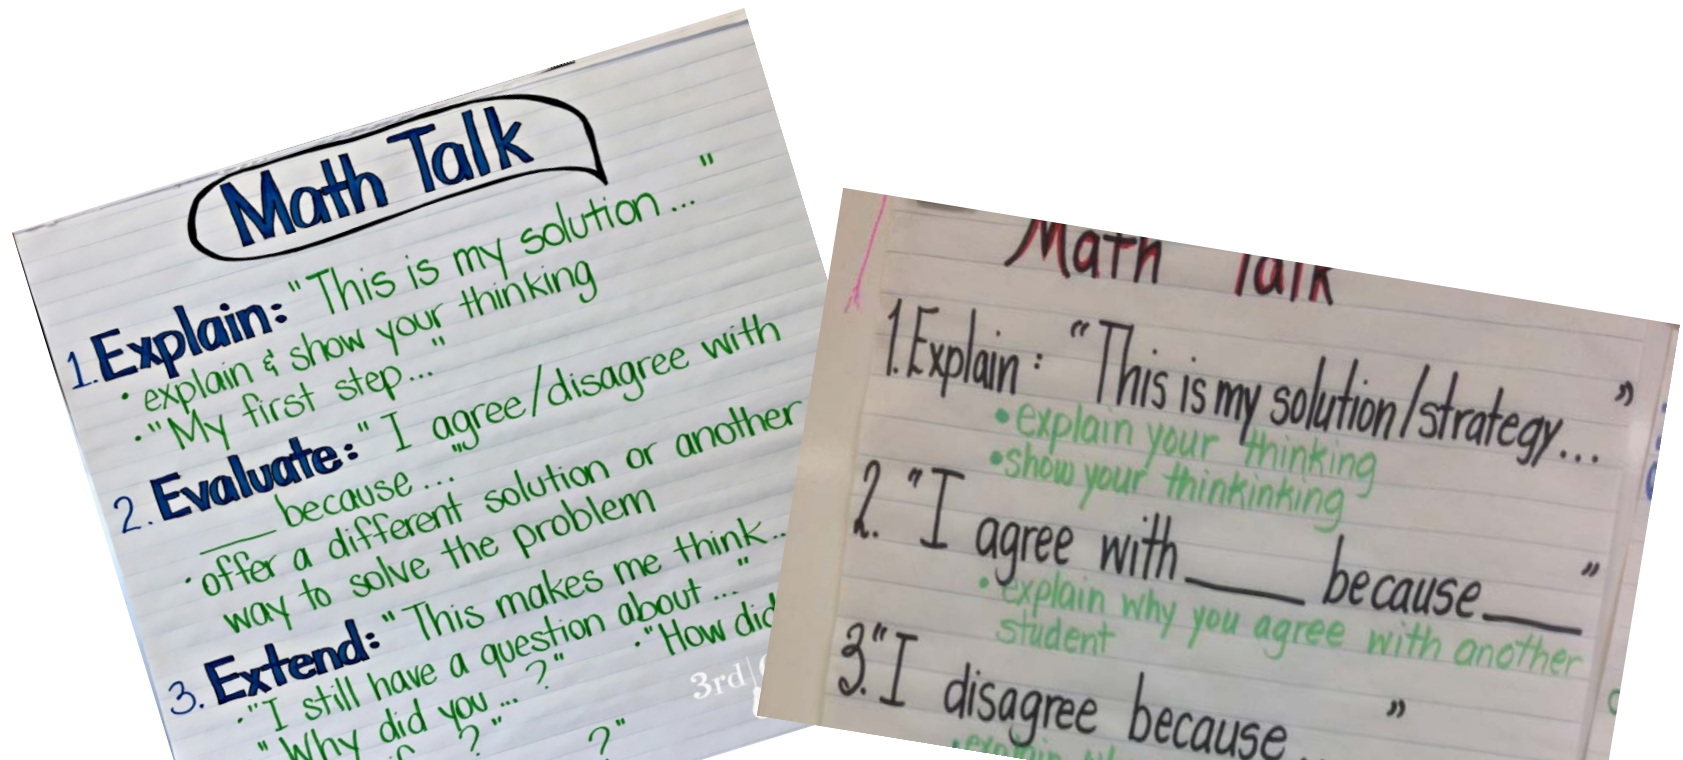 Math Talk
1. Explain: "This is my solution ... "
• explain & show your thinking
• "My first step..."
2. Evaluate: "I agree/disagree with
____ because ... "
• offer a different solution or another
way to solve the problem
3. Extend: "This makes me think...
• "I still have a question about ... "
"Why did you ... ?" • "How did
?"
?"
3rd
Math Talk
1. Explain: "This is my solution/strategy... "
• explain your thinking
• show your thinkinking
2. "I agree with ____ because ____"
• explain why you agree with another
student
3. "I disagree because ... "
• explain